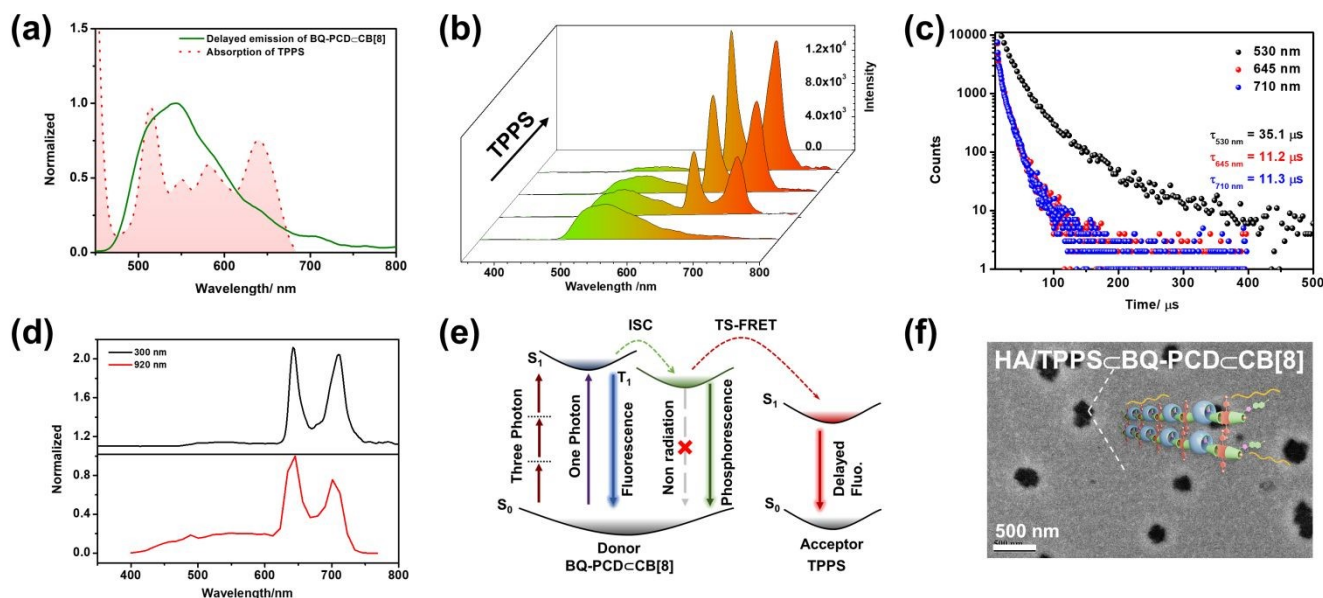 (a)
1.5
1.0
0.5
0.0
Normalized
Delayed emission of BQ-PCD⊂CB[8]
Absorption of TPPS
500 600 700 800
Wavelength/ nm
(b)
TPPS
1.2×10⁴
8.0×10³
4.0×10³
0.0
Intensity
400 500 600 700 800
Wavelength /nm
(c)
10000
1000
100
10
1
Counts
530 nm
645 nm
710 nm
τ530 nm = 35.1 μs
τ645 nm = 11.2 μs
τ710 nm = 11.3 μs
100 200 300 400 500
Time/ μs
(d)
2.0
1.6
1.2
0.8
0.4
0.0
Normalized
300 nm
920 nm
400 500 600 700 800
Wavelength/nm
(e)
ISC
TS-FRET
S1
T1
S1
Three Photon
One Photon
Fluorescence
Non radiation
Phosphorescence
Delayed
Fluo.
S0
S0
Donor
BQ-PCD⊂CB[8]
Acceptor
TPPS
(f)
HA/TPPS⊂BQ-PCD⊂CB[8]
500 nm